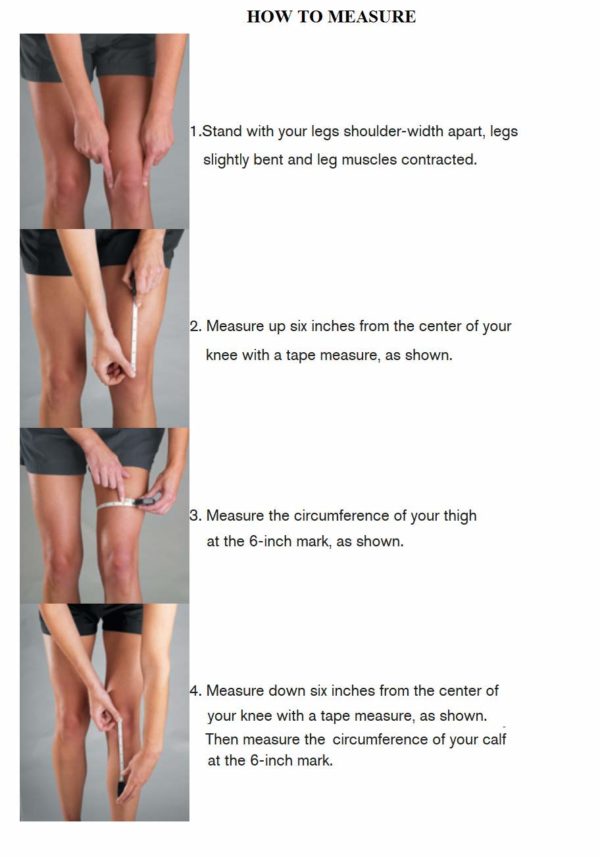 HOW TO MEASURE
1.Stand with your legs shoulder-width apart, legs
slightly bent and leg muscles contracted.
2. Measure up six inches from the center of your
knee with a tape measure, as shown.
3. Measure the circumference of your thigh
at the 6-inch mark, as shown.
4. Measure down six inches from the center of
your knee with a tape measure, as shown.
Then measure the circumference of your calf
at the 6-inch mark.